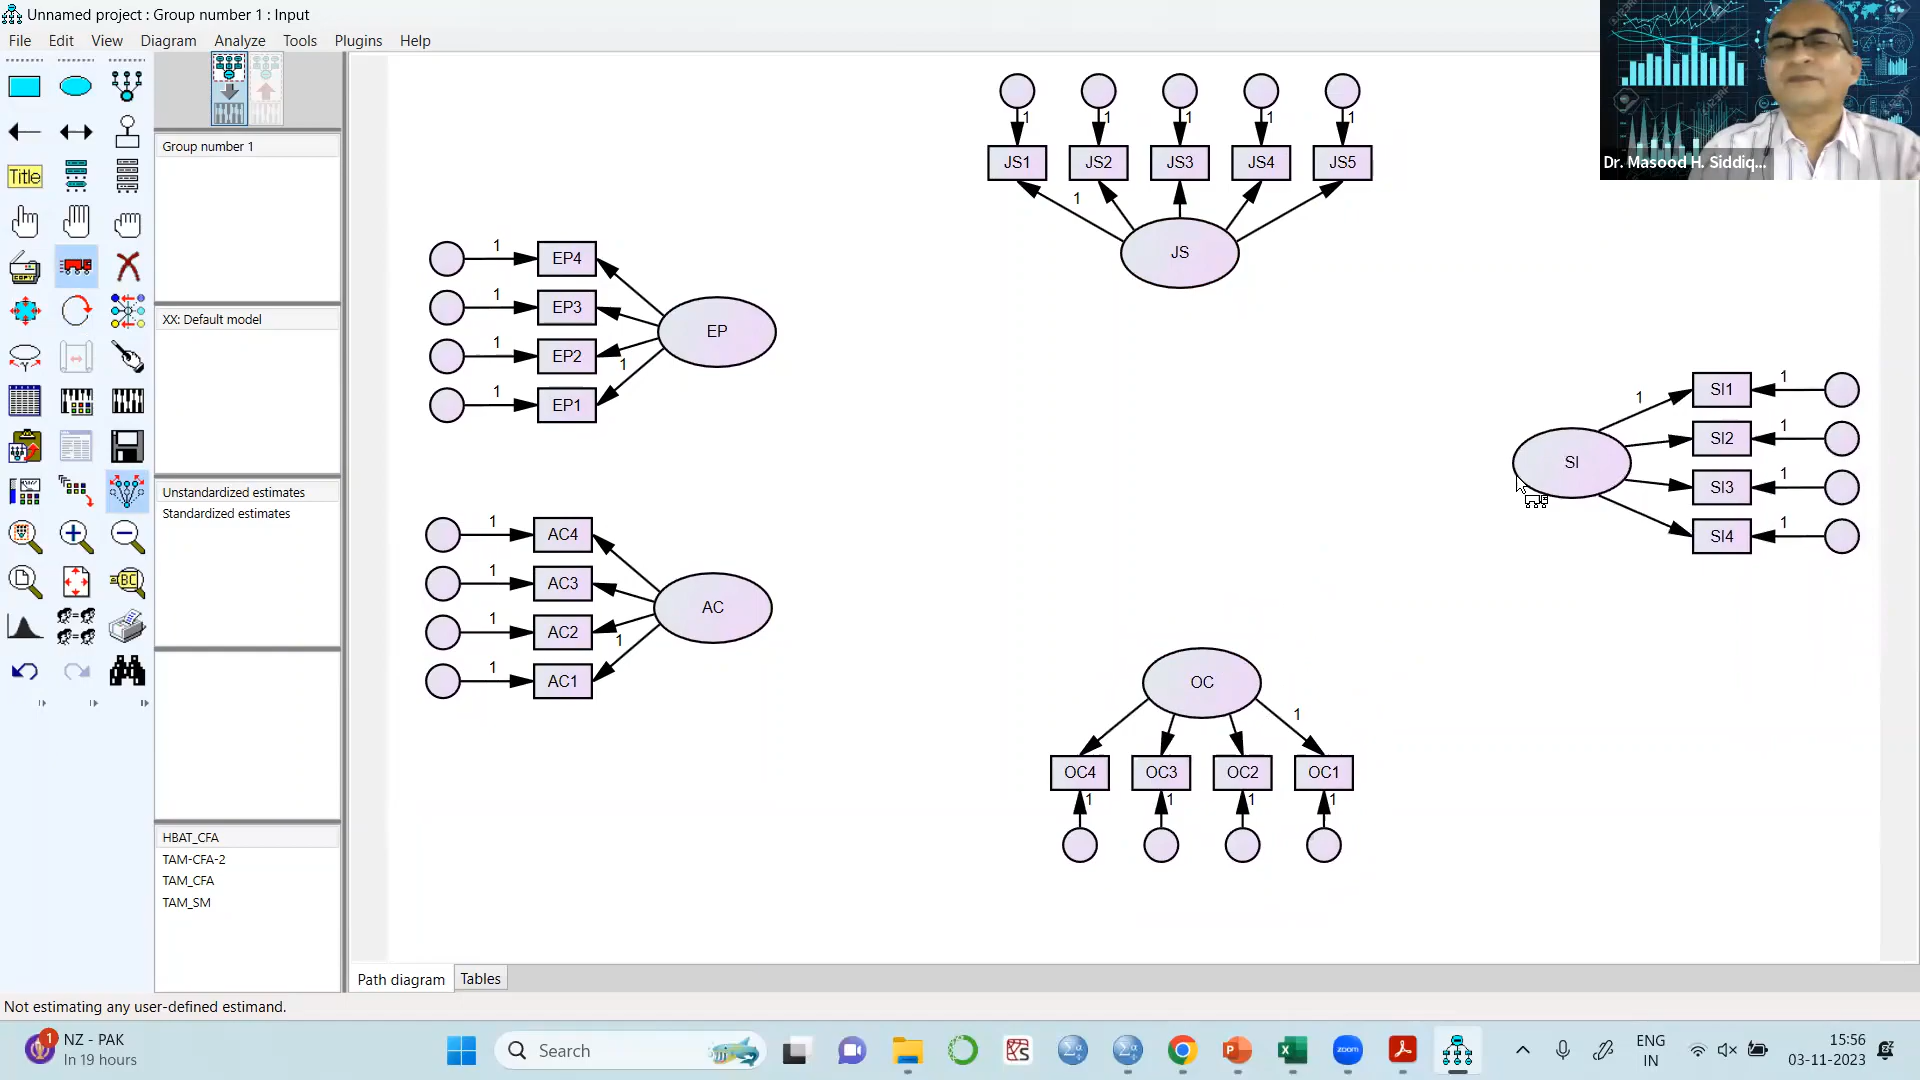 Unnamed project : Group number 1 : Input
File Edit View Diagram Analyze Tools Plugins Help
Title
COPY
ABC
Group number 1
XX: Default model
Unstandardized estimates
Standardized estimates
HBAT_CFA
TAM-CFA-2
TAM_CFA
TAM_SM
1 1 1 1 1
JS1 JS2 JS3 JS4 JS5
1
JS
1 EP4
1 EP3
1 EP2
1 EP1
1
EP
1 AC4
1 AC3
1 AC2
1 AC1
1
AC
SI
1
SI1 1
SI2 1
SI3 1
SI4 1
OC
1
OC4 OC3 OC2 OC1
1 1 1 1
Dr. Masood H. Siddiq...
Path diagram Tables
Not estimating any user-defined estimand.
1
NZ - PAK
In 19 hours
Search
zoom
ENG
IN
15:56
03-11-2023